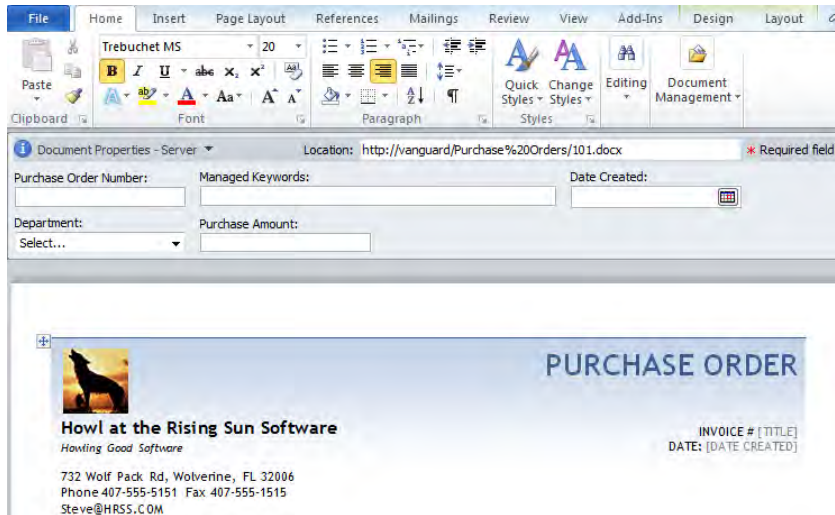 File Home Insert Page Layout References Mailings Review View Add-Ins Design Layout
Trebuchet MS 20
Paste
B I U abc X₂ X² Aa
A ab A Aa A A
Quick Styles Change Styles Editing Document Management
Clipboard Font Paragraph Styles
Document Properties - Server Location: http://vanguard/Purchase%20Orders/101.docx * Required field
Purchase Order Number: Managed Keywords: Date Created:
Department: Purchase Amount:
Select...
PURCHASE ORDER
Howl at the Rising Sun Software
Howling Good Software
INVOICE # [TITLE]
DATE: [DATE CREATED]
732 Wolf Pack Rd, Wolverine, FL 32006
Phone 407-555-5151 Fax 407-555-1515
Steve@HRSS.COM